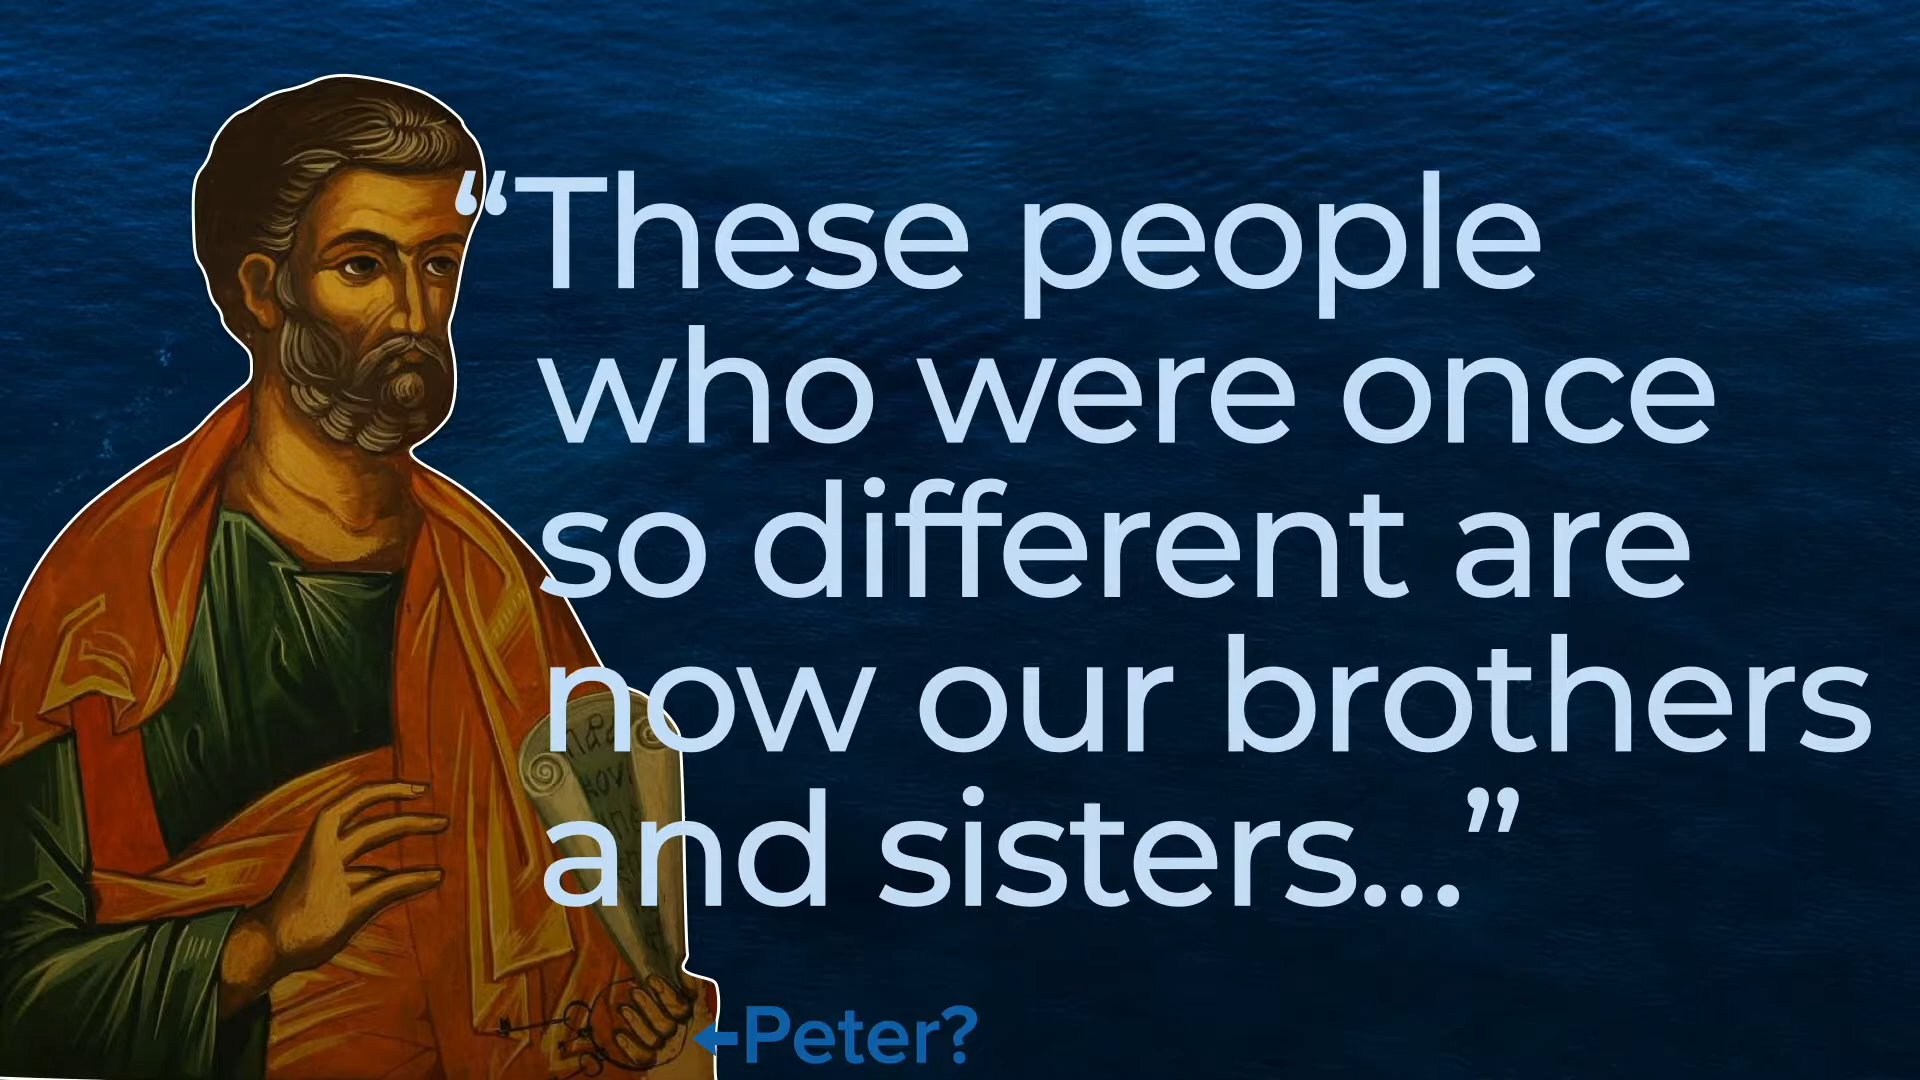 “These people
who were once
so different are
now our brothers
and sisters...”
Peter?